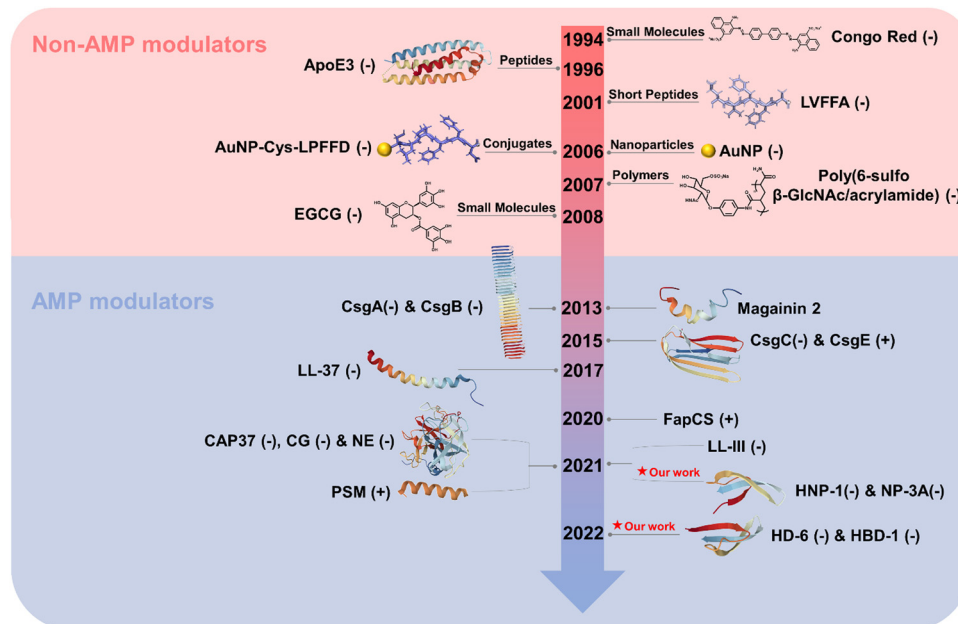 Non-AMP modulators
1994
Small Molecules
Congo Red (-)
ApoE3 (-)
Peptides
1996
2001
Short Peptides
LVFFA (-)
AuNP-Cys-LPFFD (-)
Conjugates
2006
Nanoparticles
AuNP (-)
2007
Polymers
Poly(6-sulfo
β-GlcNAc/acrylamide) (-)
EGCG (-)
Small Molecules
2008
AMP modulators
CsgA(-) & CsgB (-)
2013
Magainin 2
2015
CsgC(-) & CsgE (+)
LL-37 (-)
2017
2020
FapCS (+)
CAP37 (-), CG (-) & NE (-)
LL-III (-)
2021
★Our work
PSM (+)
HNP-1(-) & NP-3A(-)
2022
★Our work
HD-6 (-) & HBD-1 (-)